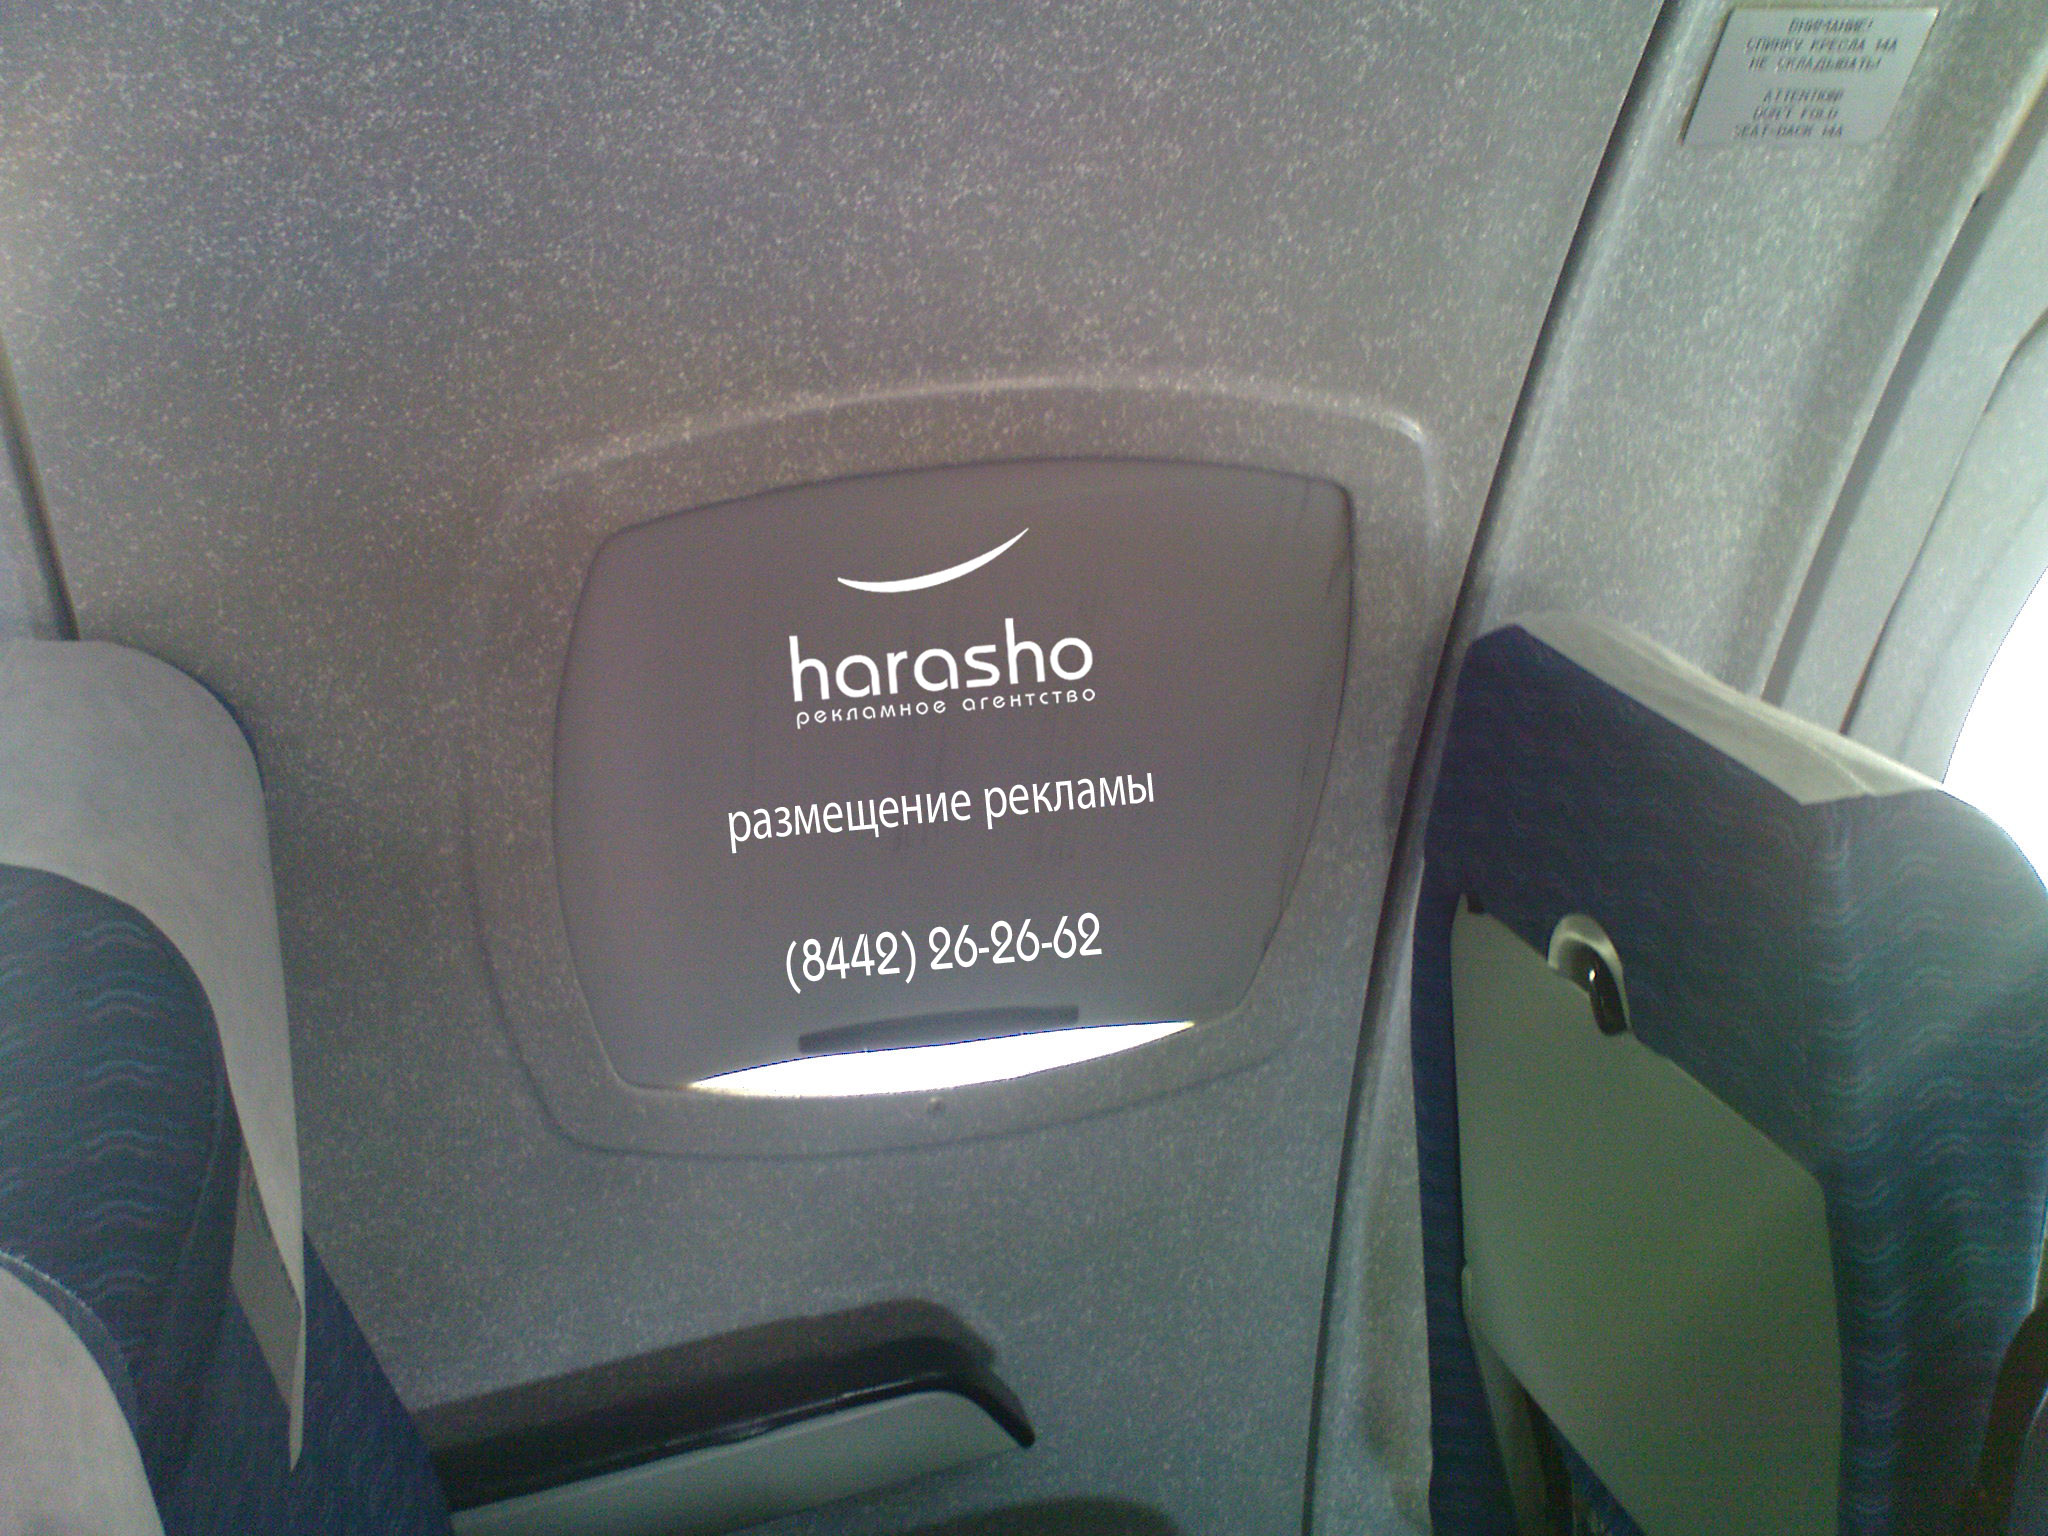 ВНИМАНИЕ!
СПИНКУ КРЕСЛА 14А
НЕ СКЛАДЫВАТЬ!
ATTENTION!
DON'T FOLD
SEAT-BACK 14A
harasho
рекламное агентство
размещение рекламы
(8442) 26-26-62